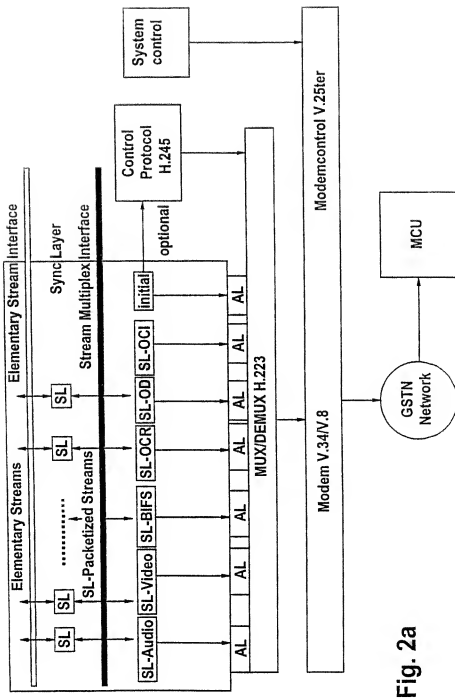 Elementary Streams
Elementary Stream Interface
SL
SL
SL
SL
Sync Layer
SL-Packetized Streams
Stream Multiplex Interface
SL-Audio
SL-Video
SL-BIFS
SL-OCR
SL-OD
SL-OCI
initial
optional
Control
Protocol
H.245
System
control
AL
AL
AL
AL
AL
AL
AL
MUX/DEMUX H.223
Modem V.34/V.8
Modemcontrol V.25ter
GSTN
Network
MCU
Fig. 2a